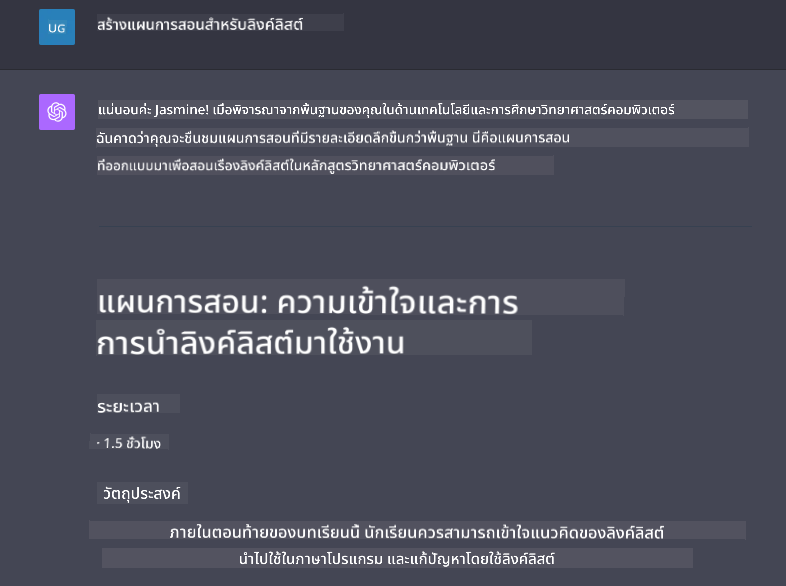 UG
สร้างแผนการสอนสำหรับลิงค์ลิสต์
แน่นอนค่ะ Jasmine! เมื่อพิจารณาจากพื้นฐานของคุณในด้านเทคโนโลยีและการศึกษาวิทยาศาสตร์คอมพิวเตอร์
ฉันคาดว่าคุณจะชื่นชมแผนการสอนที่มีรายละเอียดลึกขึ้นกว่าพื้นฐาน นี่คือแผนการสอน
ที่ออกแบบมาเพื่อสอนเรื่องลิงค์ลิสต์ในหลักสูตรวิทยาศาสตร์คอมพิวเตอร์
แผนการสอน: ความเข้าใจและการ
การนำลิงค์ลิสต์มาใช้งาน
ระยะเวลา
· 1.5 ชั่วโมง
วัตถุประสงค์
ภายในตอนท้ายของบทเรียนนี้ นักเรียนควรสามารถเข้าใจแนวคิดของลิงค์ลิสต์
นำไปใช้ในภาษาโปรแกรม และแก้ปัญหาโดยใช้ลิงค์ลิสต์